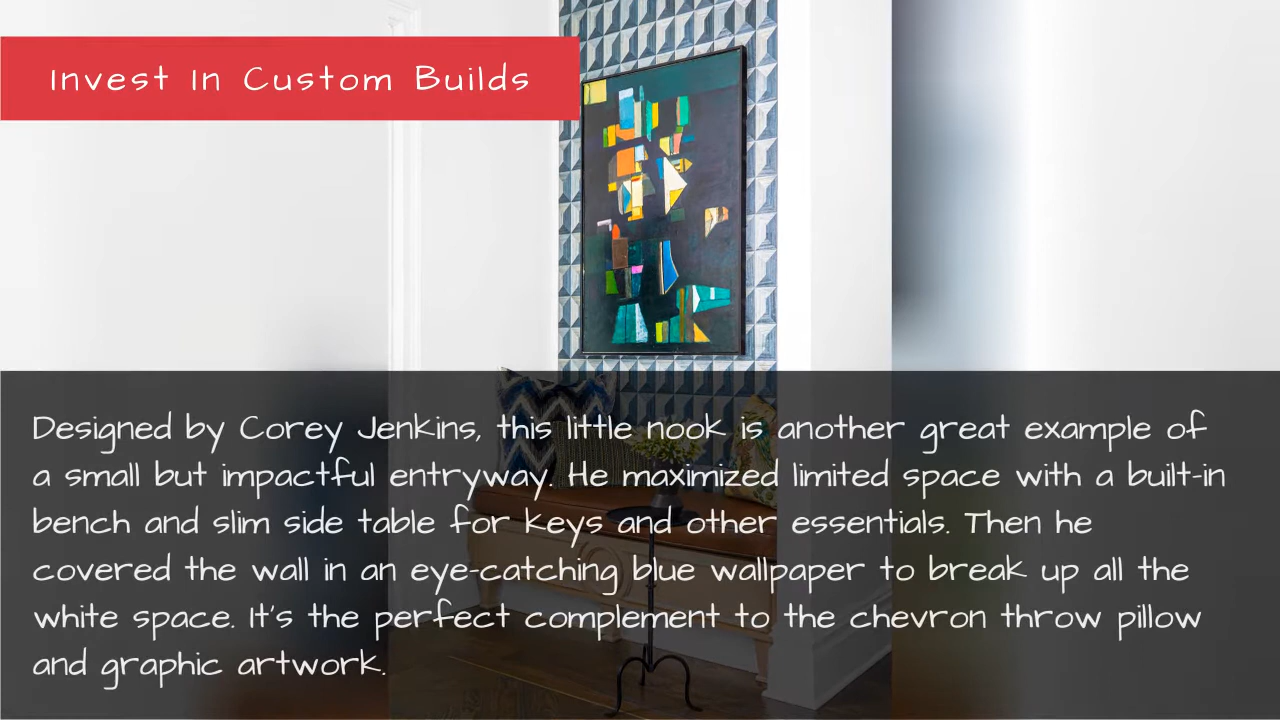 Invest In Custom Builds
Designed by Corey Jenkins, this little nook is another great example of
a small but impactful entryway. He maximized limited space with a built-in
bench and slim side table for keys and other essentials. Then he
covered the wall in an eye-catching blue wallpaper to break up all the
white space. It's the perfect complement to the chevron throw pillow
and graphic artwork.